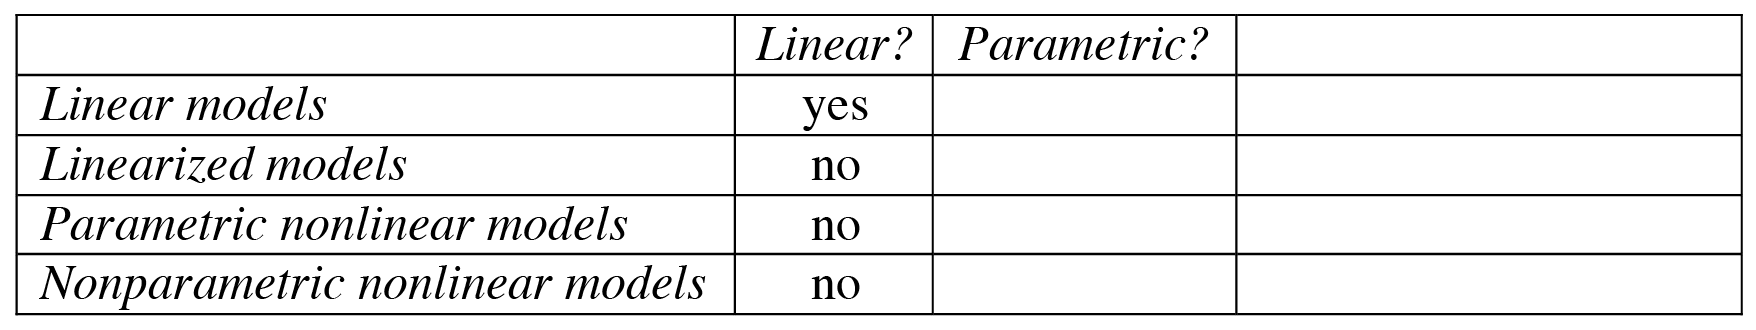 Linear? Parametric?
Linear models yes
Linearized models no
Parametric nonlinear models no
Nonparametric nonlinear models no